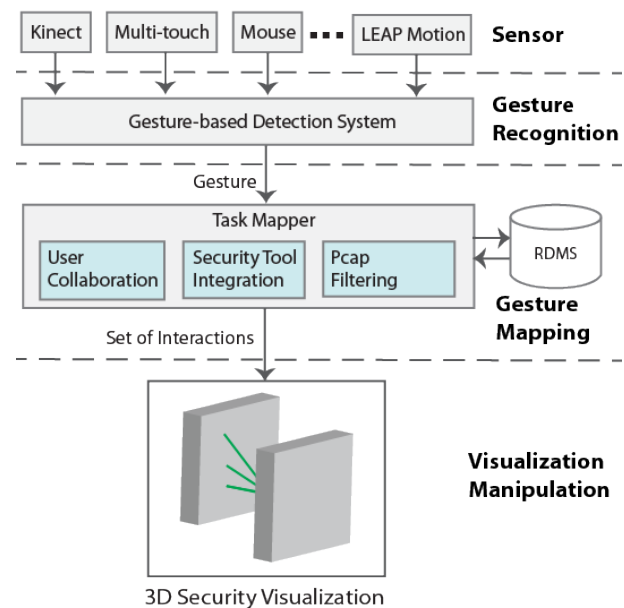 Kinect
Multi-touch
Mouse
LEAP Motion
Sensor
Gesture-based Detection System
Gesture
Recognition
Gesture
Task Mapper
User
Collaboration
Security Tool
Integration
Pcap
Filtering
RDMS
Gesture
Mapping
Set of Interactions
Visualization
Manipulation
3D Security Visualization